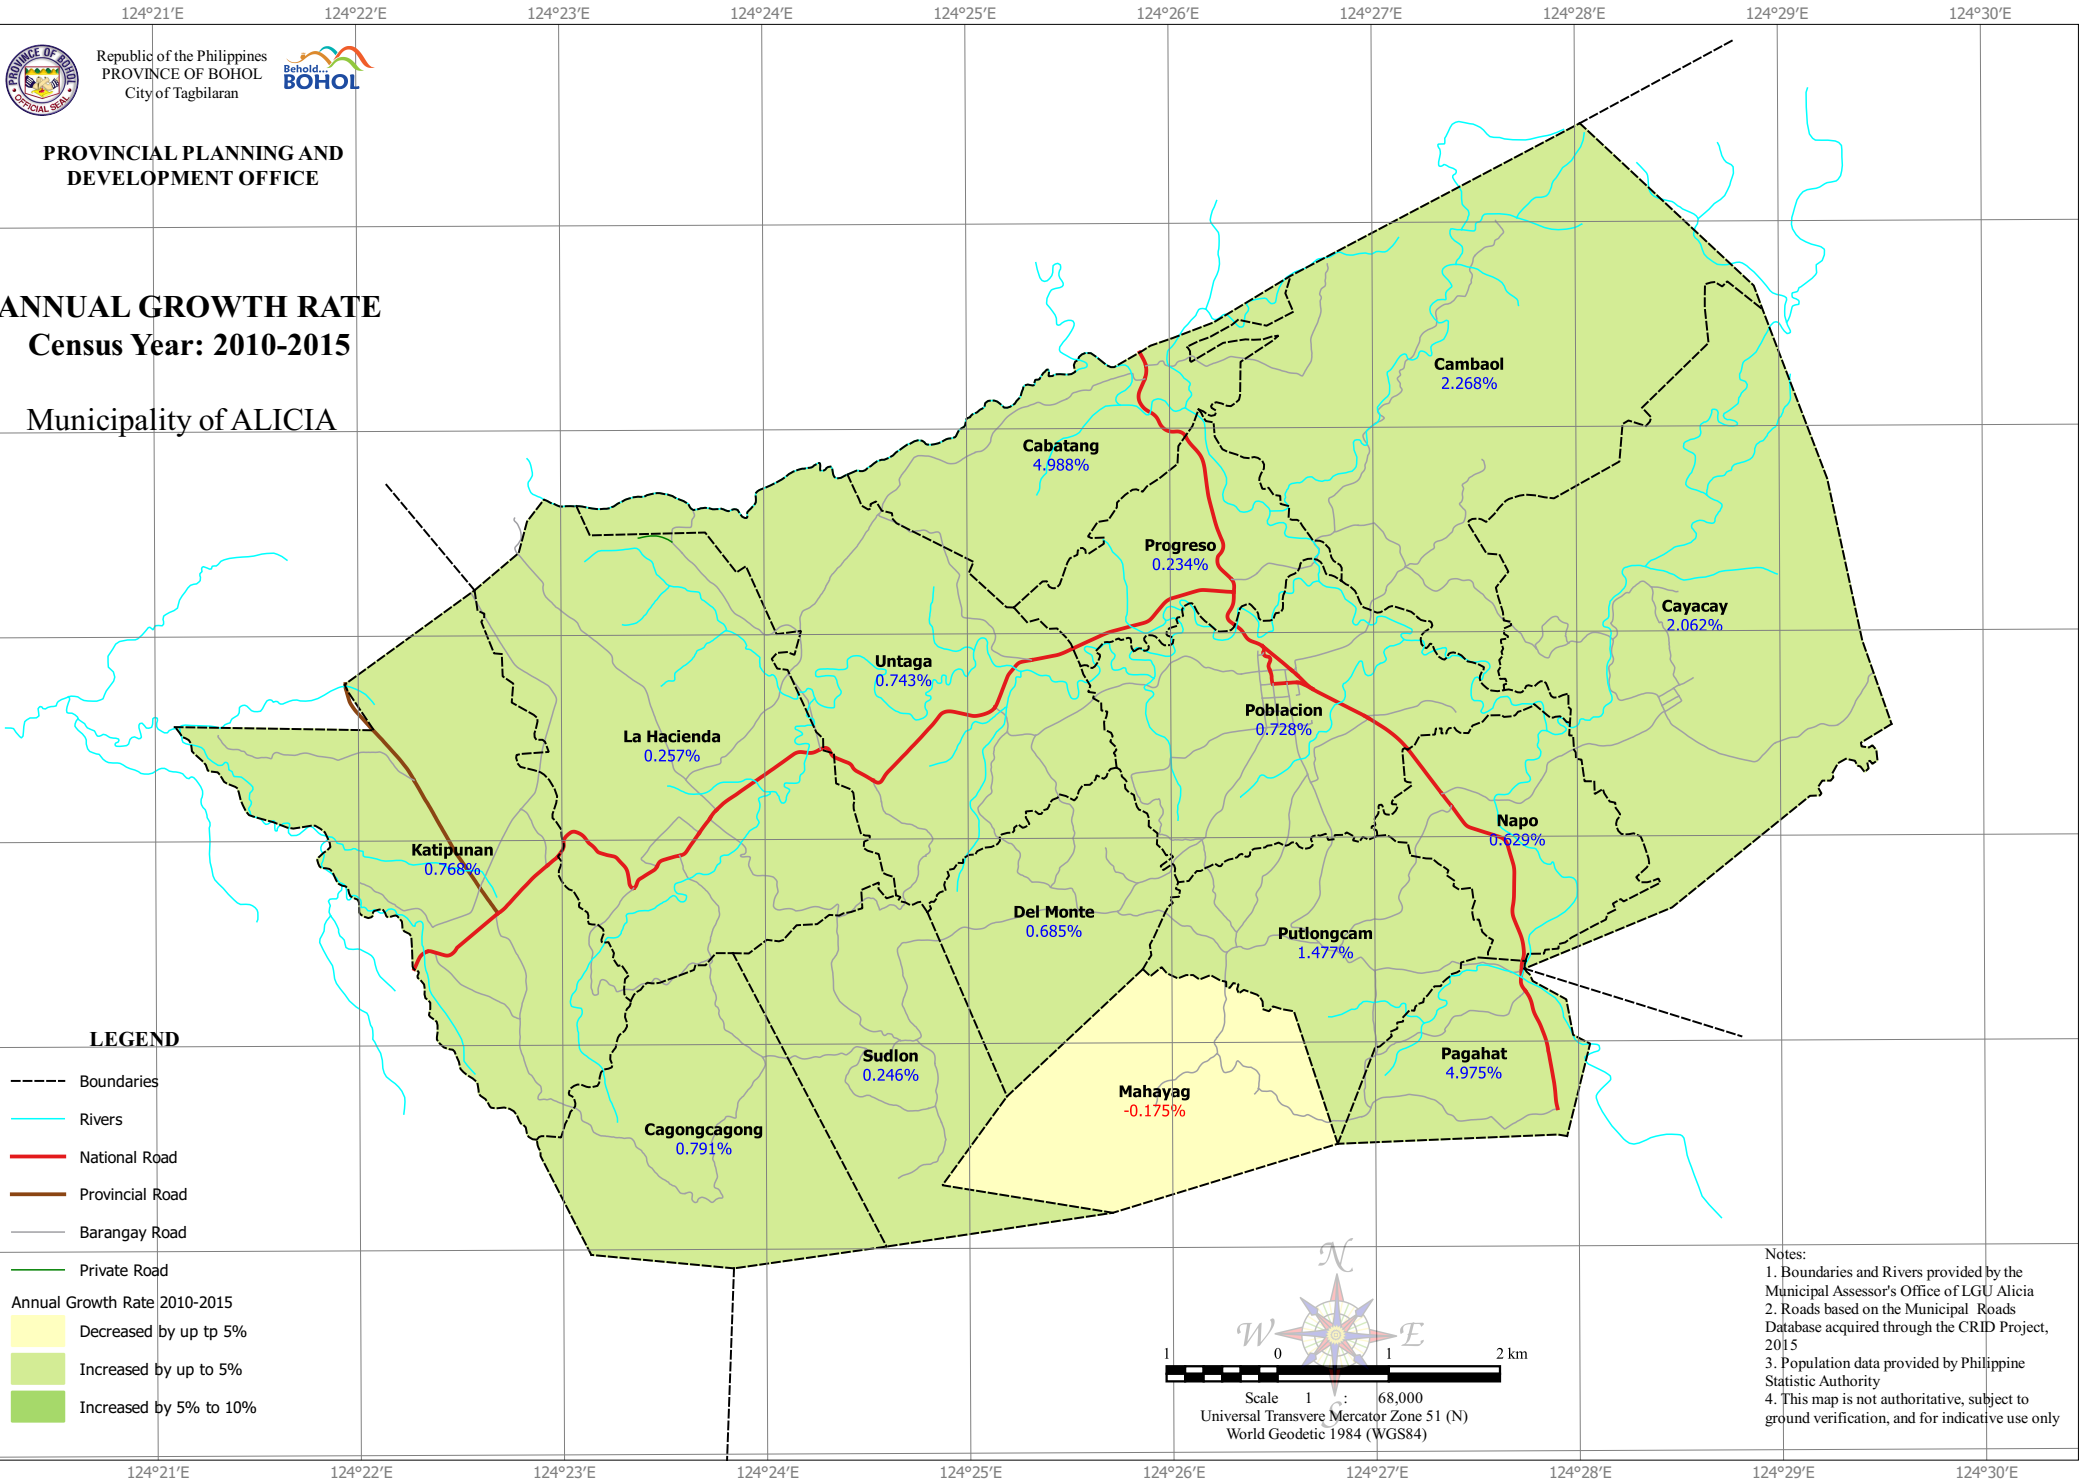 124°21′E 124°22′E 124°23′E 124°24′E 124°25′E 124°26′E 124°27′E 124°28′E 124°29′E 124°30′E
PROVINCE OF BOHOL
OFFICIAL SEAL
Republic of the Philippines
PROVINCE OF BOHOL
City of Tagbilaran
Behold...
BOHOL
PROVINCIAL PLANNING AND
DEVELOPMENT OFFICE
ANNUAL GROWTH RATE
Census Year: 2010-2015
Municipality of ALICIA
Cambaol
2.268%
Cabatang
4.988%
Progreso
0.234%
Cayacay
2.062%
Untaga
0.743%
Poblacion
0.728%
La Hacienda
0.257%
Napo
0.629%
Katipunan
0.768%
Del Monte
0.685%
Putlongcam
1.477%
Sudlon
0.246%
Pagahat
4.975%
Mahayag
-0.175%
Cagongcagong
0.791%
LEGEND
Boundaries
Rivers
National Road
Provincial Road
Barangay Road
Private Road
Annual Growth Rate 2010-2015
Decreased by up tp 5%
Increased by up to 5%
Increased by 5% to 10%
N
W E
S
1 0 1 2 km
Scale 1 : 68,000
Universal Transvere Mercator Zone 51 (N)
World Geodetic 1984 (WGS84)
Notes:
1. Boundaries and Rivers provided by the
Municipal Assessor's Office of LGU Alicia
2. Roads based on the Municipal Roads
Database acquired through the CRID Project,
2015
3. Population data provided by Philippine
Statistic Authority
4. This map is not authoritative, subject to
ground verification, and for indicative use only
124°21′E 124°22′E 124°23′E 124°24′E 124°25′E 124°26′E 124°27′E 124°28′E 124°29′E 124°30′E